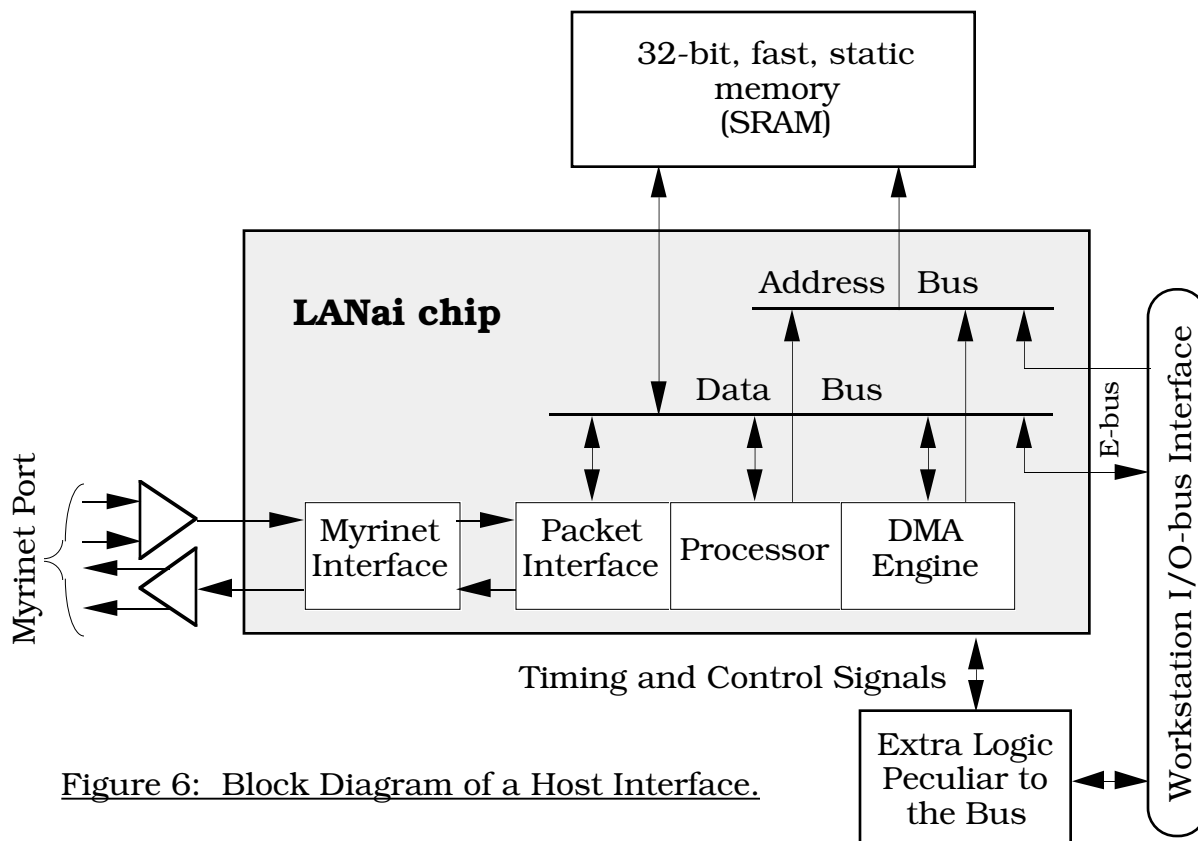 32-bit, fast, static
memory
(SRAM)
Address Bus
LANai chip
Data Bus
E-bus
Workstation I/O-bus Interface
Myrinet Port
Myrinet
Interface
Packet
Interface
Processor
DMA
Engine
Timing and Control Signals
Extra Logic
Peculiar to
the Bus
Figure 6: Block Diagram of a Host Interface.